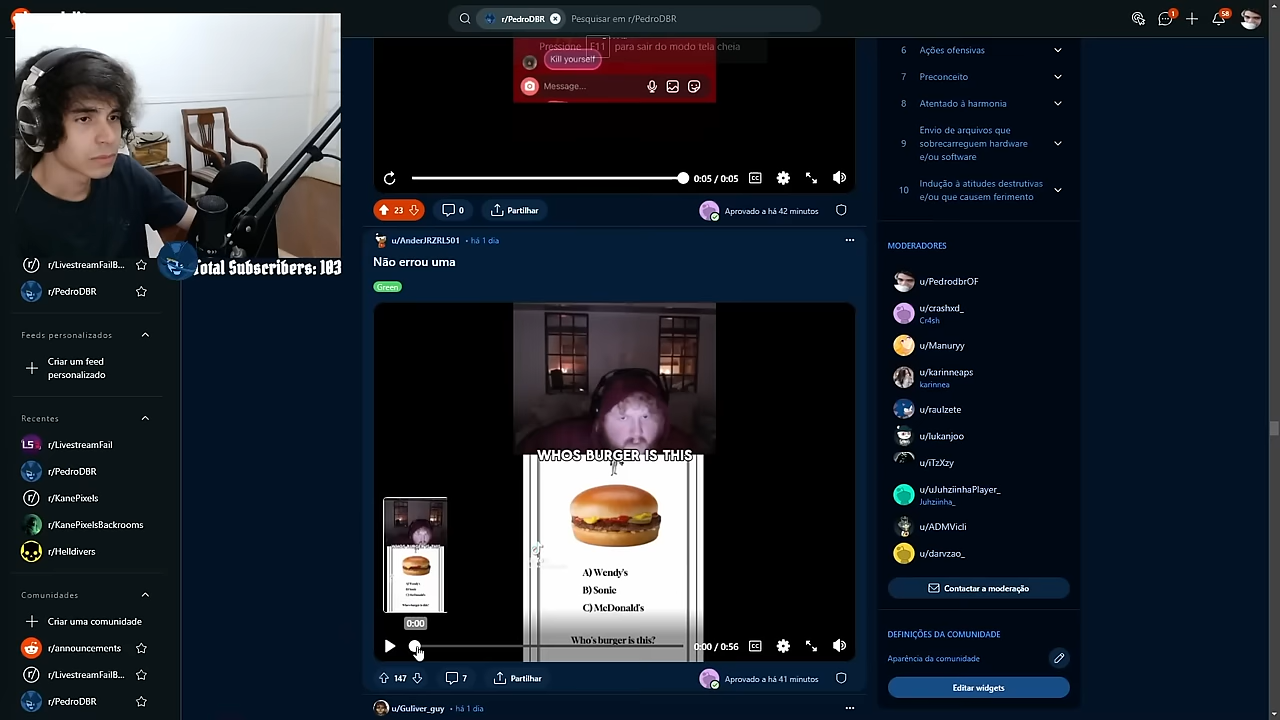 r/PedroDBR
Pesquisar em r/PedroDBR
1
58
Total Subscribers: 183
r/LivestreamFailB...
r/PedroDBR
Feeds personalizados
Criar um feed
personalizado
Recentes
r/LivestreamFail
r/PedroDBR
r/KanePixels
r/KanePixelsBackrooms
r/Helldivers
Comunidades
Criar uma comunidade
r/announcements
r/LivestreamFailB...
r/PedroDBR
Pressione F11 para sair do modo tela cheia
Kill yourself
Message...
0:05 / 0:05
23
0
Partilhar
Aprovado a há 42 minutos
u/AnderJRZRL501 • há 1 dia
Não errou uma
Green
WHOS BURGER IS THIS
A) Wendy's
B) Sonic
C) McDonald's
Who's burger is this?
0:00
0:00 / 0:56
147
7
Partilhar
Aprovado a há 41 minutos
u/Guliver_guy • há 1 dia
6 Ações ofensivas
7 Preconceito
8 Atentado à harmonia
9 Envio de arquivos que
sobrecarreguem hardware
e/ou software
10 Indução à atitudes destrutivas
e/ou que causem ferimento
MODERADORES
u/PedrodbrOF
u/crashxd_
Cr4sh
u/Manuryy
u/karinneaps
karinnea
u/raulzete
u/lukanjoo
u/iTzXzy
u/uJuhziinhaPlayer_
Juhziinha_
u/ADMVicli
u/darvzao_
Contactar a moderação
DEFINIÇÕES DA COMUNIDADE
Aparência da comunidade
Editar widgets